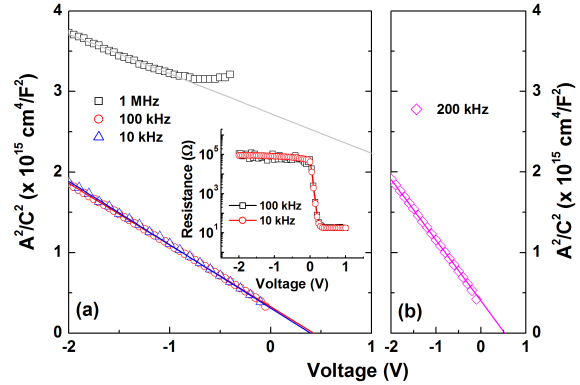 4
3
2
1
0
A²/C² (x 10¹⁵ cm⁴/F²)
1 MHz
100 kHz
10 kHz
Resistance (Ω)
10⁵
10³
10¹
100 kHz
10 kHz
-2 -1 0 1
Voltage (V)
(a)
-2 -1 0 1
200 kHz
(b)
-2 -1 0 1
4
3
2
1
0
A²/C² (x 10¹⁵ cm⁴/F²)
Voltage (V)